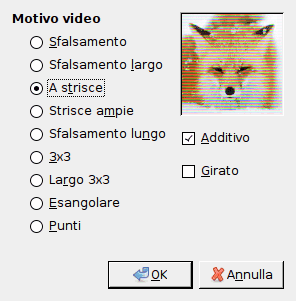 Motivo video
Sfalsamento
Sfalsamento largo
A strisce
Strisce ampie
Sfalsamento lungo
3x3
Largo 3x3
Esangolare
Punti
Additivo
Girato
OK
Annulla